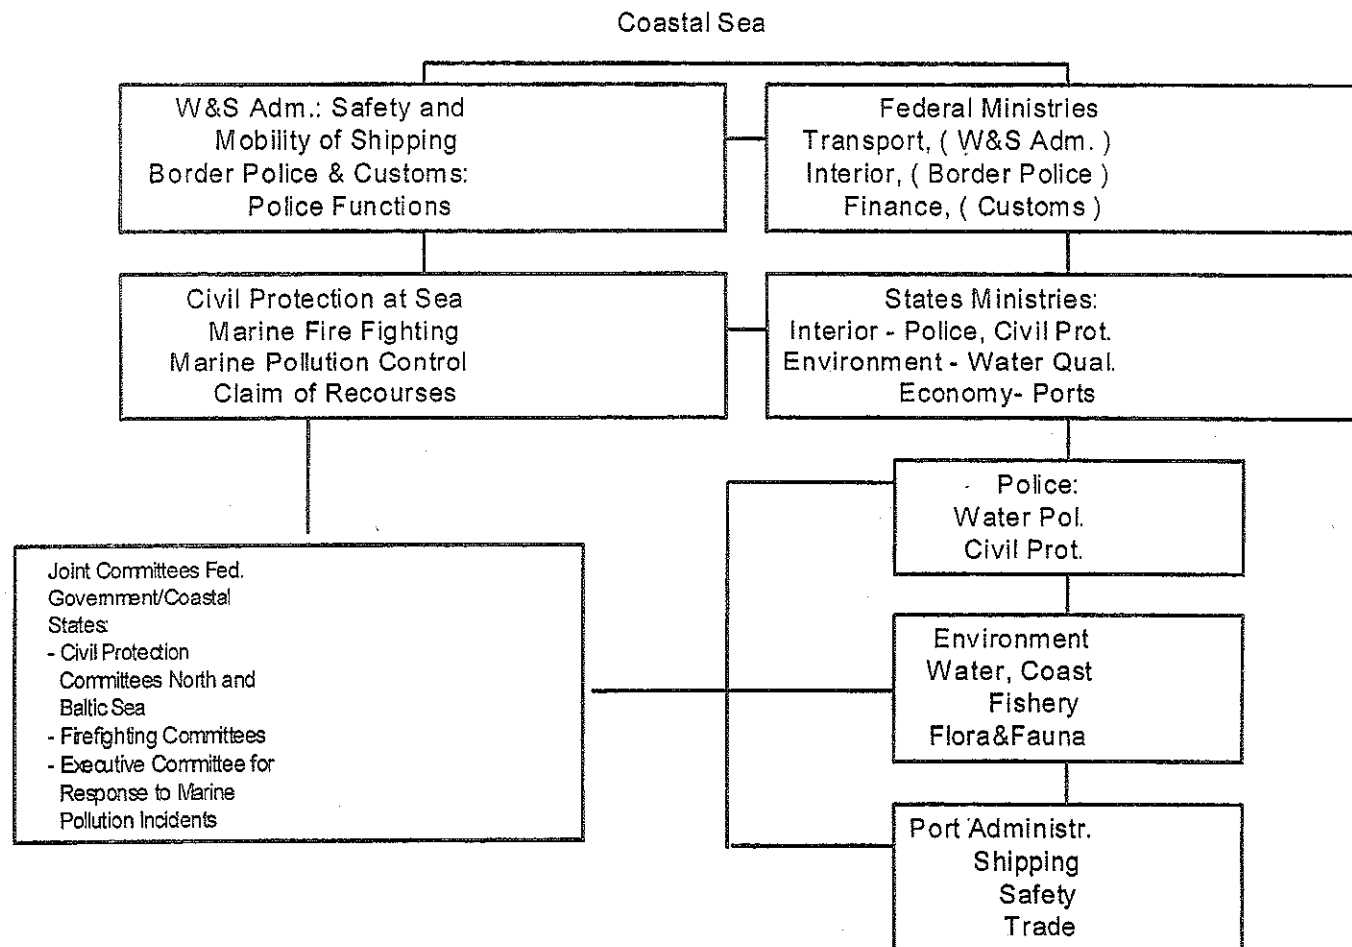 Coastal Sea
W&S Adm.: Safety and
Mobility of Shipping
Border Police & Customs:
Police Functions
Federal Ministries
Transport, ( W&S Adm. )
Interior, ( Border Police )
Finance, ( Customs )
Civil Protection at Sea
Marine Fire Fighting
Marine Pollution Control
Claim of Recourses
States Ministries:
Interior - Police, Civil Prot.
Environment - Water Qual.
Economy- Ports
Police:
Water Pol.
Civil Prot.
Joint Committees Fed.
Government/Coastal
States:
- Civil Protection
Committees North and
Baltic Sea
- Firefighting Committees
- Executive Committee for
Response to Marine
Pollution Incidents
Environment
Water, Coast
Fishery
Flora&Fauna
Port Administr.
Shipping
Safety
Trade